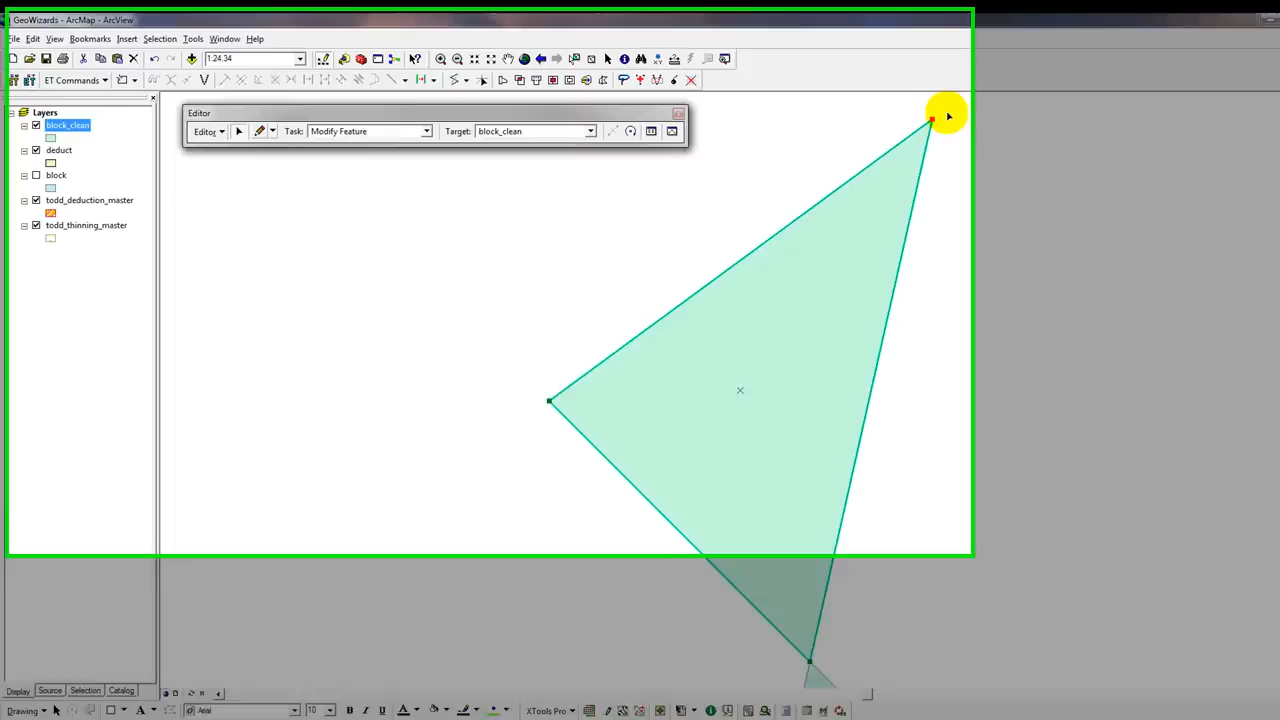 GeoWizards - ArcMap - ArcView
File Edit View Bookmarks Insert Selection Tools Window Help
1:24.34
ET Commands
Layers
block_clean
deduct
block
todd_deduction_master
todd_thinning_master
Editor
Editor Task: Modify Feature Target: block_clean
Display Source Selection Catalog
Drawing A Arial 10 B I U A XTools Pro